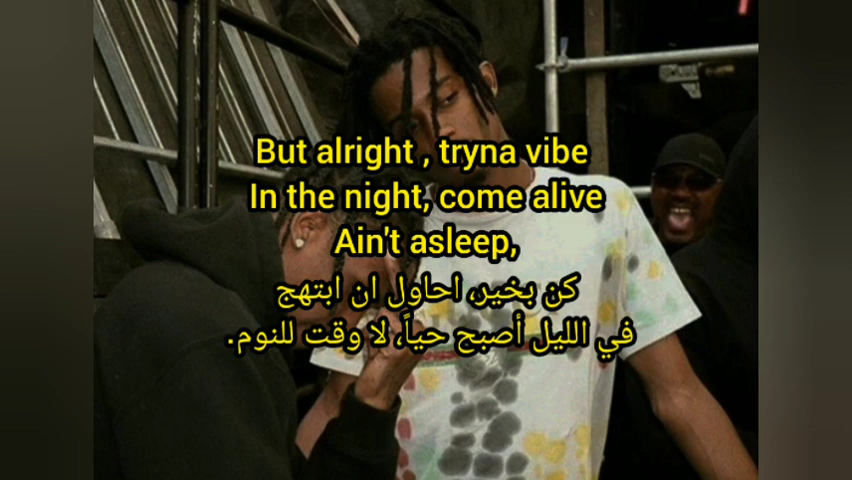 But alright , tryna vibe
In the night, come alive
Ain't asleep,
كن بخير، احاول ان ابتهج
في الليل أصبح حياً، لا وقت للنوم.